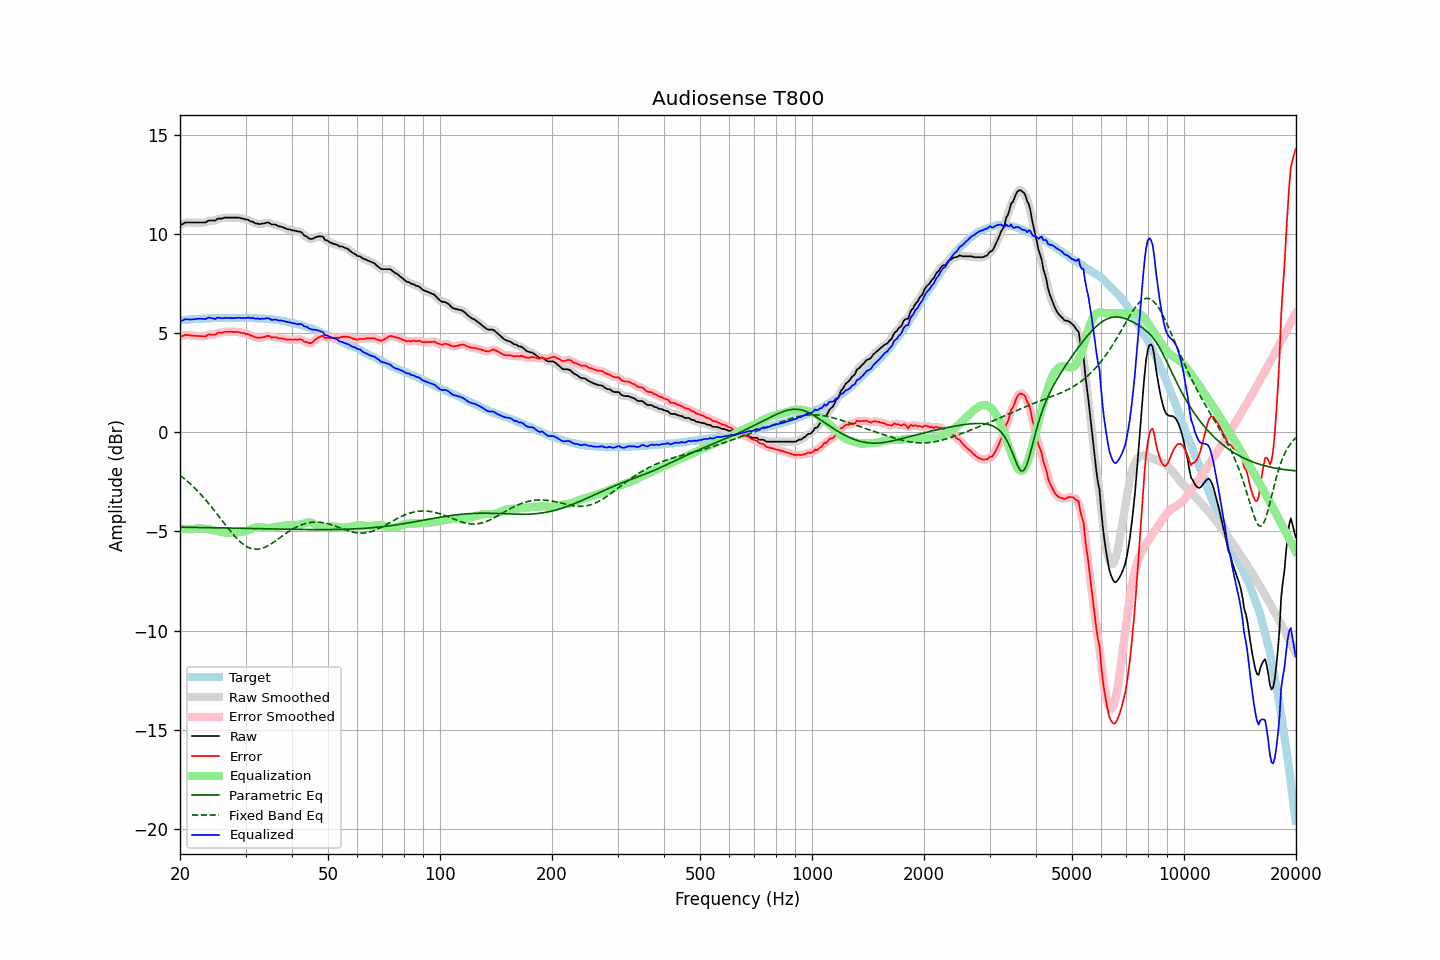 Audiosense T800
15
10
5
0
−5
−10
−15
−20
Amplitude (dBr)
Target
Raw Smoothed
Error Smoothed
Raw
Error
Equalization
Parametric Eq
Fixed Band Eq
Equalized
20 50 100 200 500 1000 2000 5000 10000 20000
Frequency (Hz)